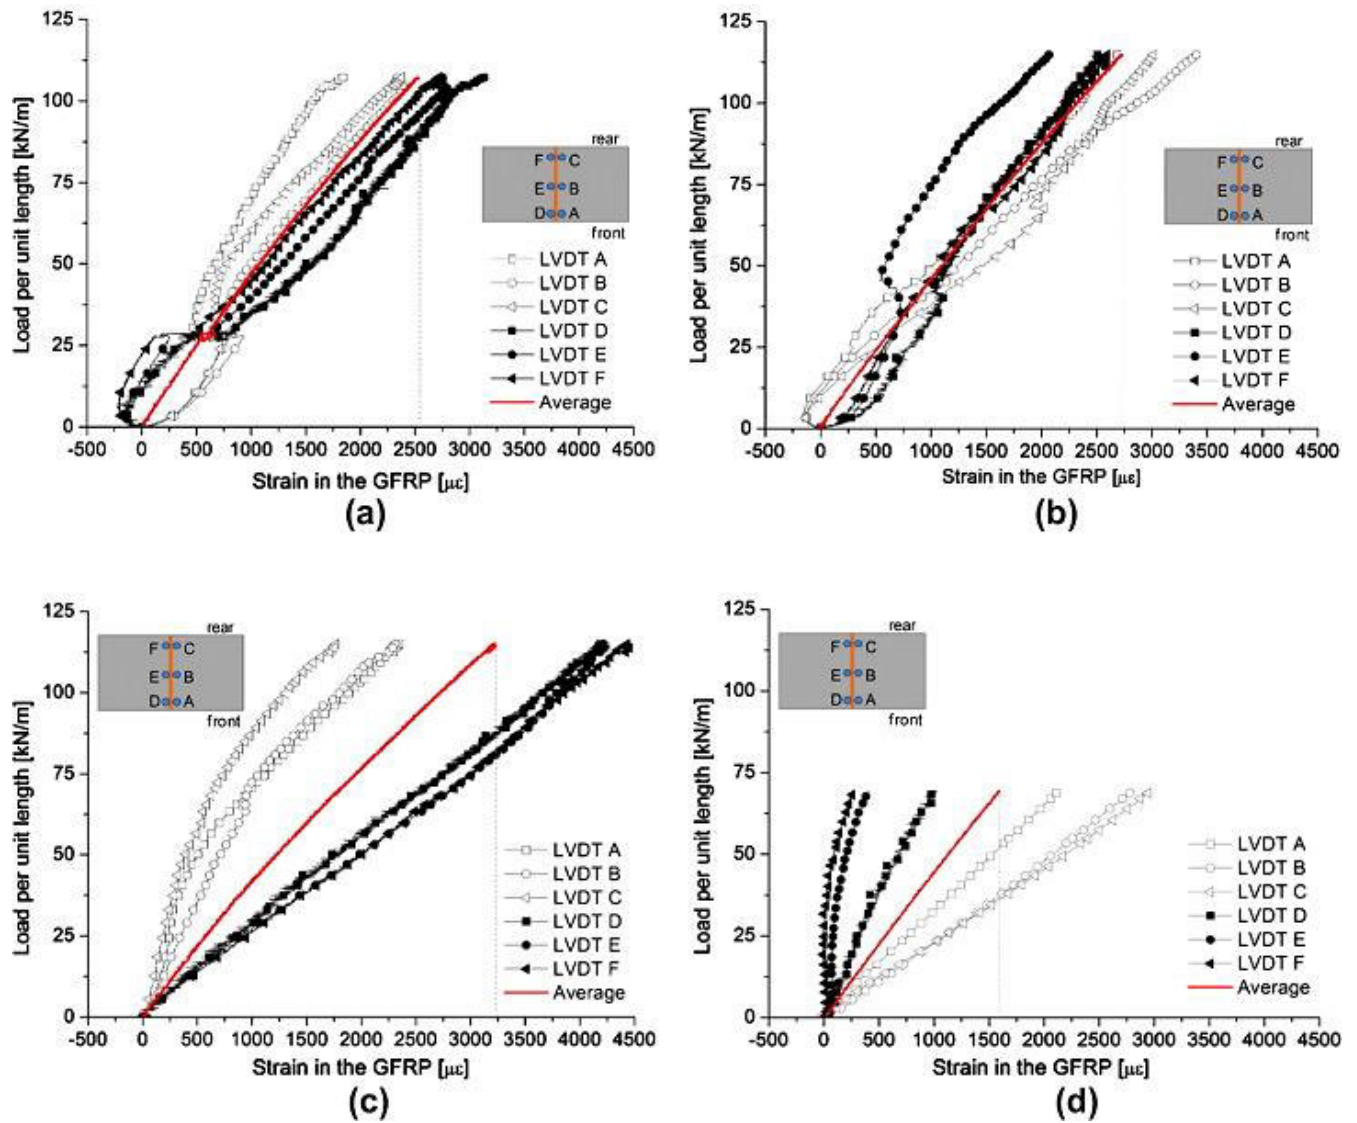 125
100
75
50
25
0
Load per unit length [kN/m]
-500 0 500 1000 1500 2000 2500 3000 3500 4000 4500
Strain in the GFRP [με]
rear
F C
E B
D A
front
LVDT A
LVDT B
LVDT C
LVDT D
LVDT E
LVDT F
Average
(a)
125
100
75
50
25
0
Load per unit length [kN/m]
-500 0 500 1000 1500 2000 2500 3000 3500 4000 4500
Strain in the GFRP [με]
rear
F C
E B
D A
front
LVDT A
LVDT B
LVDT C
LVDT D
LVDT E
LVDT F
Average
(b)
125
100
75
50
25
0
Load per unit length [kN/m]
-500 0 500 1000 1500 2000 2500 3000 3500 4000 4500
Strain in the GFRP [με]
rear
F C
E B
D A
front
LVDT A
LVDT B
LVDT C
LVDT D
LVDT E
LVDT F
Average
(c)
125
100
75
50
25
0
Load per unit length [kN/m]
-500 0 500 1000 1500 2000 2500 3000 3500 4000 4500
Strain in the GFRP [με]
rear
F C
E B
D A
front
LVDT A
LVDT B
LVDT C
LVDT D
LVDT E
LVDT F
Average
(d)